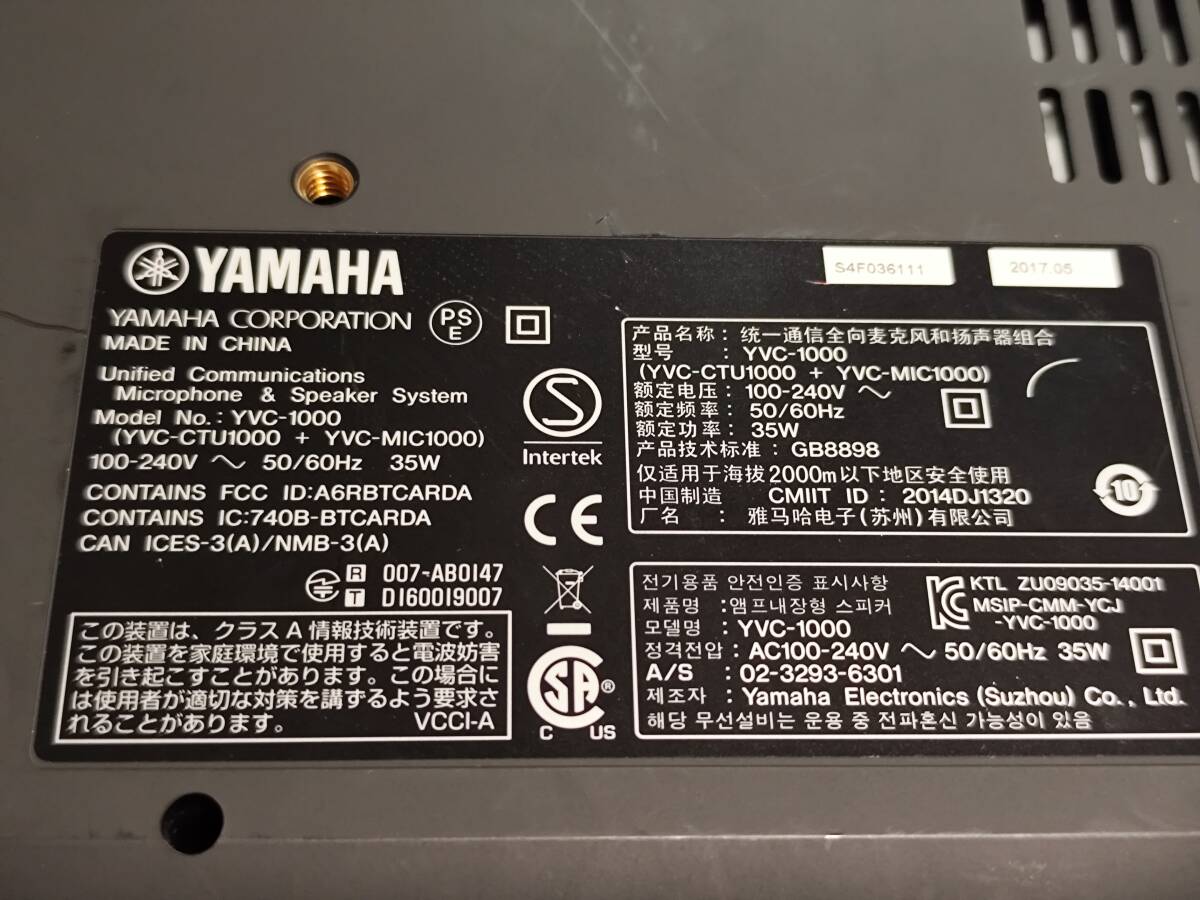 YAMAHA
YAMAHA CORPORATION
MADE IN CHINA
PS
E
Unified Communications
Microphone & Speaker System
Model No.: YVC-1000
(YVC-CTU1000 + YVC-MIC1000)
100-240V ～ 50/60Hz 35W
CONTAINS FCC ID:A6RBTCARDA
CONTAINS IC:740B-BTCARDA
CAN ICES-3(A)/NMB-3(A)
R 007-AB0147
T D160019007
この装置は、クラスA情報技術装置です。
この装置を家庭環境で使用すると電波妨害
を引き起こすことがあります。この場合に
は使用者が適切な対策を講ずるよう要求さ
れることがあります。 VCCI-A
S
Intertek
CE
SA®
C US
S4F036111
2017.05
产品名称：统一通信全向麦克风和扬声器组合
型号 ：YVC-1000
(YVC-CTU1000 + YVC-MIC1000)
额定电压：100-240V ～
额定频率：50/60Hz
额定功率：35W
产品技术标准：GB8898
仅适用于海拔2000m以下地区安全使用
中国制造 CMIIT ID：2014DJ1320
厂名 ：雅马哈电子(苏州)有限公司
10
전기용품 안전인증 표시사항
제품명 :앰프내장형 스피커
모델명 : YVC-1000
정격전압 : AC100-240V ～ 50/60Hz 35W
A/S : 02-3293-6301
제조자 : Yamaha Electronics (Suzhou) Co., Ltd.
해당 무선설비는 운용 중 전파혼신 가능성이 있음
KC
KTL ZU09035-14001
MSIP-CMM-YCJ
-YVC-1000